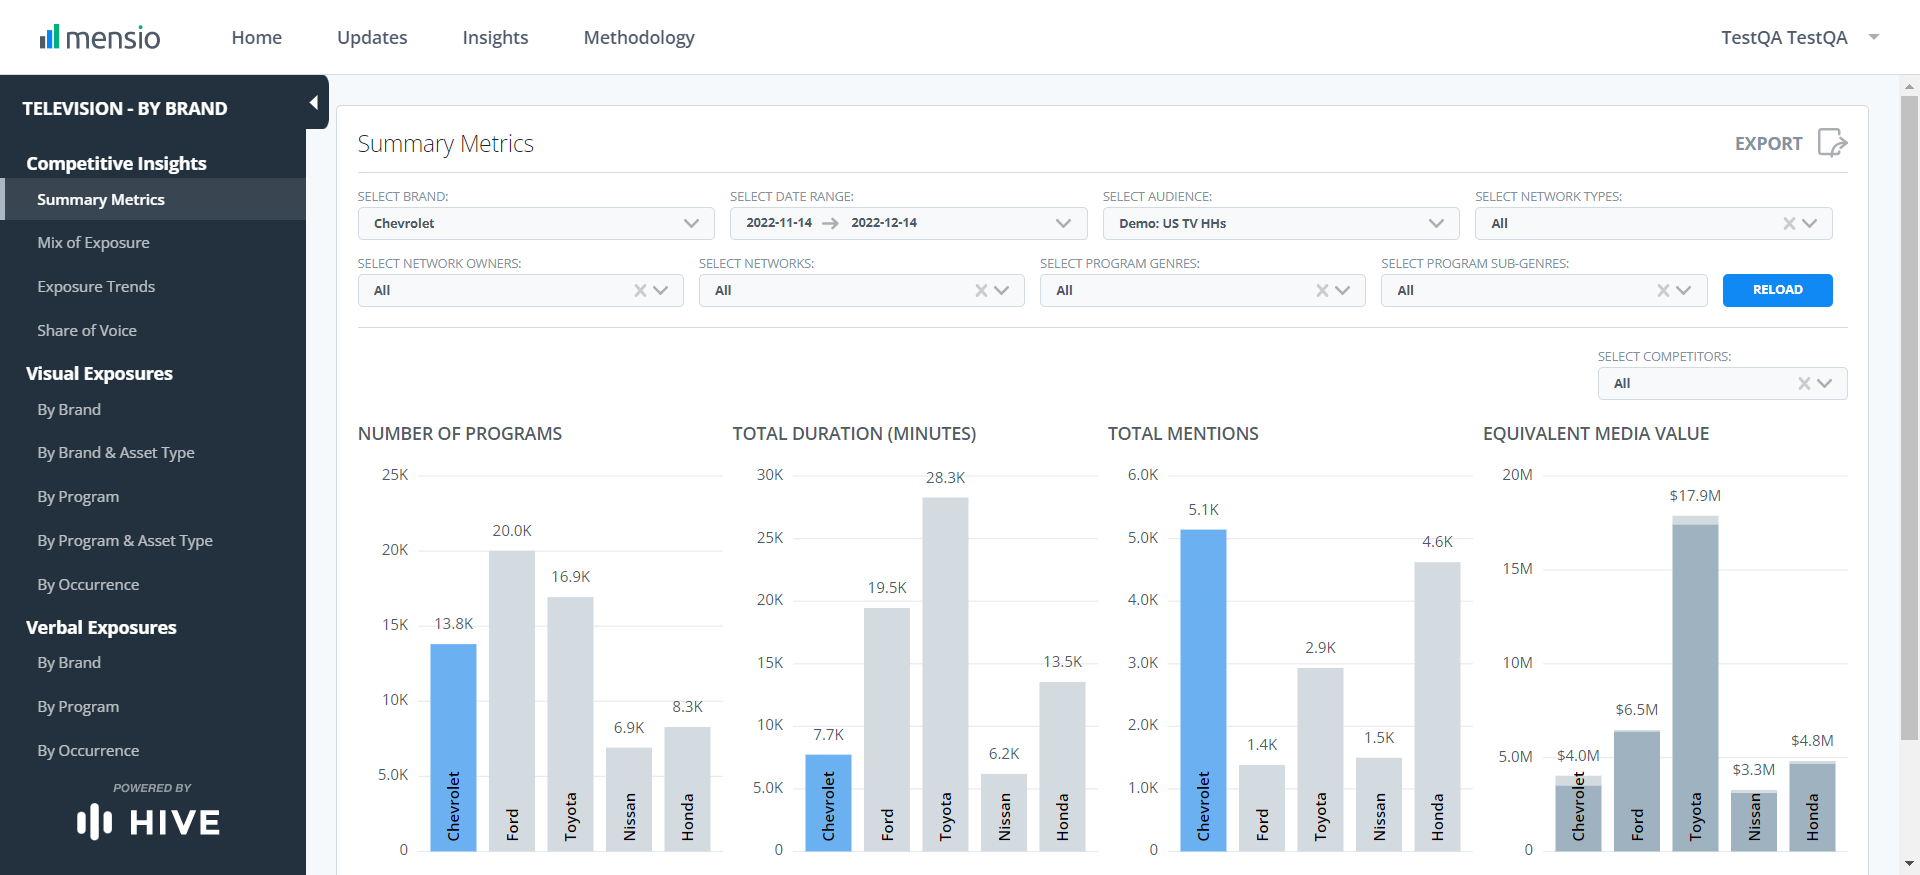 mensio
Home
Updates
Insights
Methodology
TestQA TestQA
TELEVISION - BY BRAND
Competitive Insights
Summary Metrics
Mix of Exposure
Exposure Trends
Share of Voice
Visual Exposures
By Brand
By Brand & Asset Type
By Program
By Program & Asset Type
By Occurrence
Verbal Exposures
By Brand
By Program
By Occurrence
POWERED BY
HIVE
Summary Metrics
EXPORT
SELECT BRAND:
Chevrolet
SELECT DATE RANGE:
2022-11-14 → 2022-12-14
SELECT AUDIENCE:
Demo: US TV HHs
SELECT NETWORK TYPES:
All
SELECT NETWORK OWNERS:
All
SELECT NETWORKS:
All
SELECT PROGRAM GENRES:
All
SELECT PROGRAM SUB-GENRES:
All
RELOAD
SELECT COMPETITORS:
All
NUMBER OF PROGRAMS
25K
20K
15K
10K
5.0K
0
13.8K
20.0K
16.9K
6.9K
8.3K
Chevrolet
Ford
Toyota
Nissan
Honda
TOTAL DURATION (MINUTES)
30K
25K
20K
15K
10K
5.0K
0
7.7K
19.5K
28.3K
6.2K
13.5K
Chevrolet
Ford
Toyota
Nissan
Honda
TOTAL MENTIONS
6.0K
5.0K
4.0K
3.0K
2.0K
1.0K
0
5.1K
1.4K
2.9K
1.5K
4.6K
Chevrolet
Ford
Toyota
Nissan
Honda
EQUIVALENT MEDIA VALUE
20M
15M
10M
5.0M
0
$4.0M
$6.5M
$17.9M
$3.3M
$4.8M
Chevrolet
Ford
Toyota
Nissan
Honda